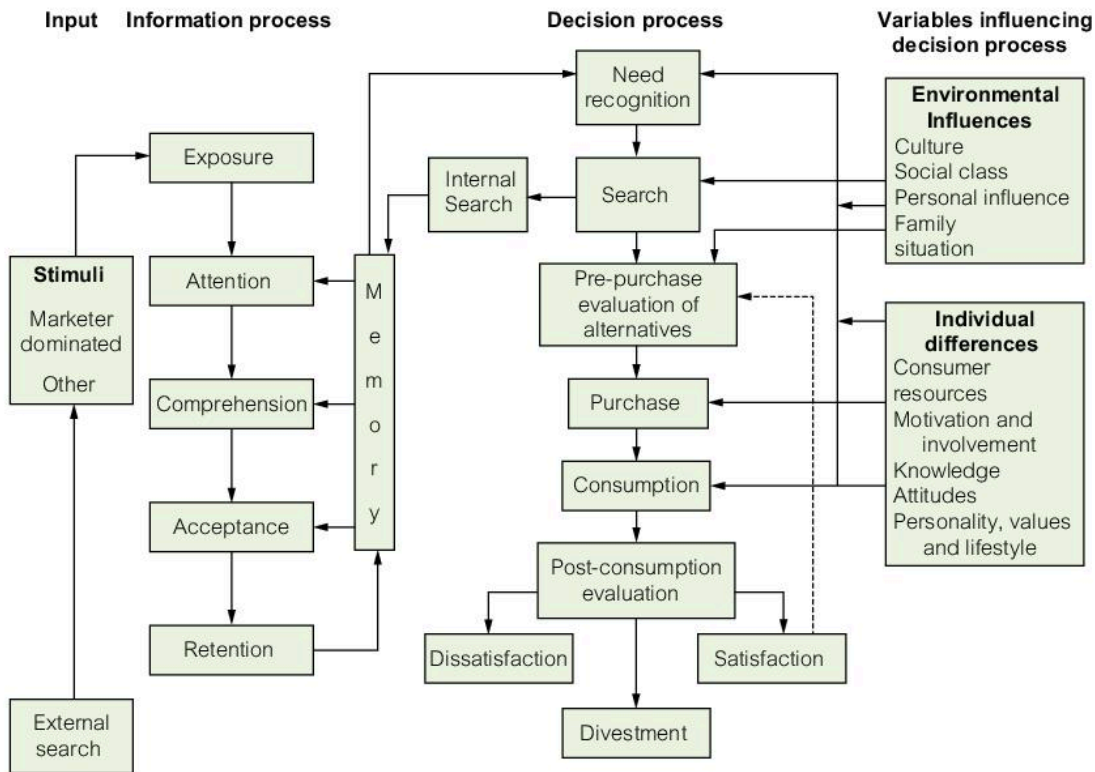 Input
Information process
Decision process
Variables influencing
decision process
Stimuli
Marketer
dominated
Other
External
search
Exposure
Attention
Comprehension
Acceptance
Retention
Memory
Internal
Search
Need
recognition
Search
Pre-purchase
evaluation of
alternatives
Purchase
Consumption
Post-consumption
evaluation
Dissatisfaction
Satisfaction
Divestment
Environmental
Influences
Culture
Social class
Personal influence
Family
situation
Individual
differences
Consumer
resources
Motivation and
involvement
Knowledge
Attitudes
Personality, values
and lifestyle